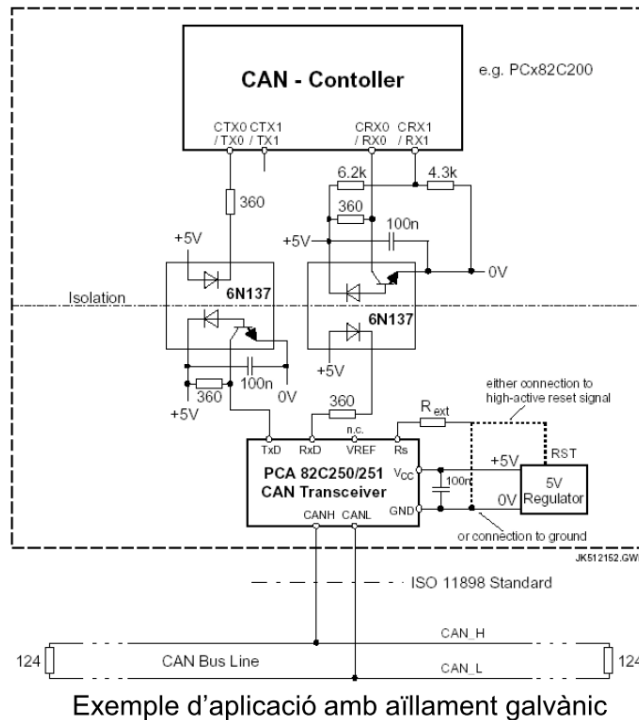 CAN - Contoller
e.g. PCx82C200
CTX0 CTX1
/ TX0 / TX1
CRX0 CRX1
/ RX0 / RX1
6.2k
4.3k
360
360
100n
+5V
+5V
0V
Isolation
6N137
6N137
100n
0V
360
+5V
+5V
360
either connection to
high-active reset signal
Rext
TxD RxD n.c. VREF Rs
RST
PCA 82C250/251
CAN Transceiver
VCC
+5V
100n
5V
Regulator
GND
0V
CANH CANL
or connection to ground
JK512152.GW
ISO 11898 Standard
CAN_H
124
CAN Bus Line
124
CAN_L
Exemple d'aplicació amb aïllament galvànic